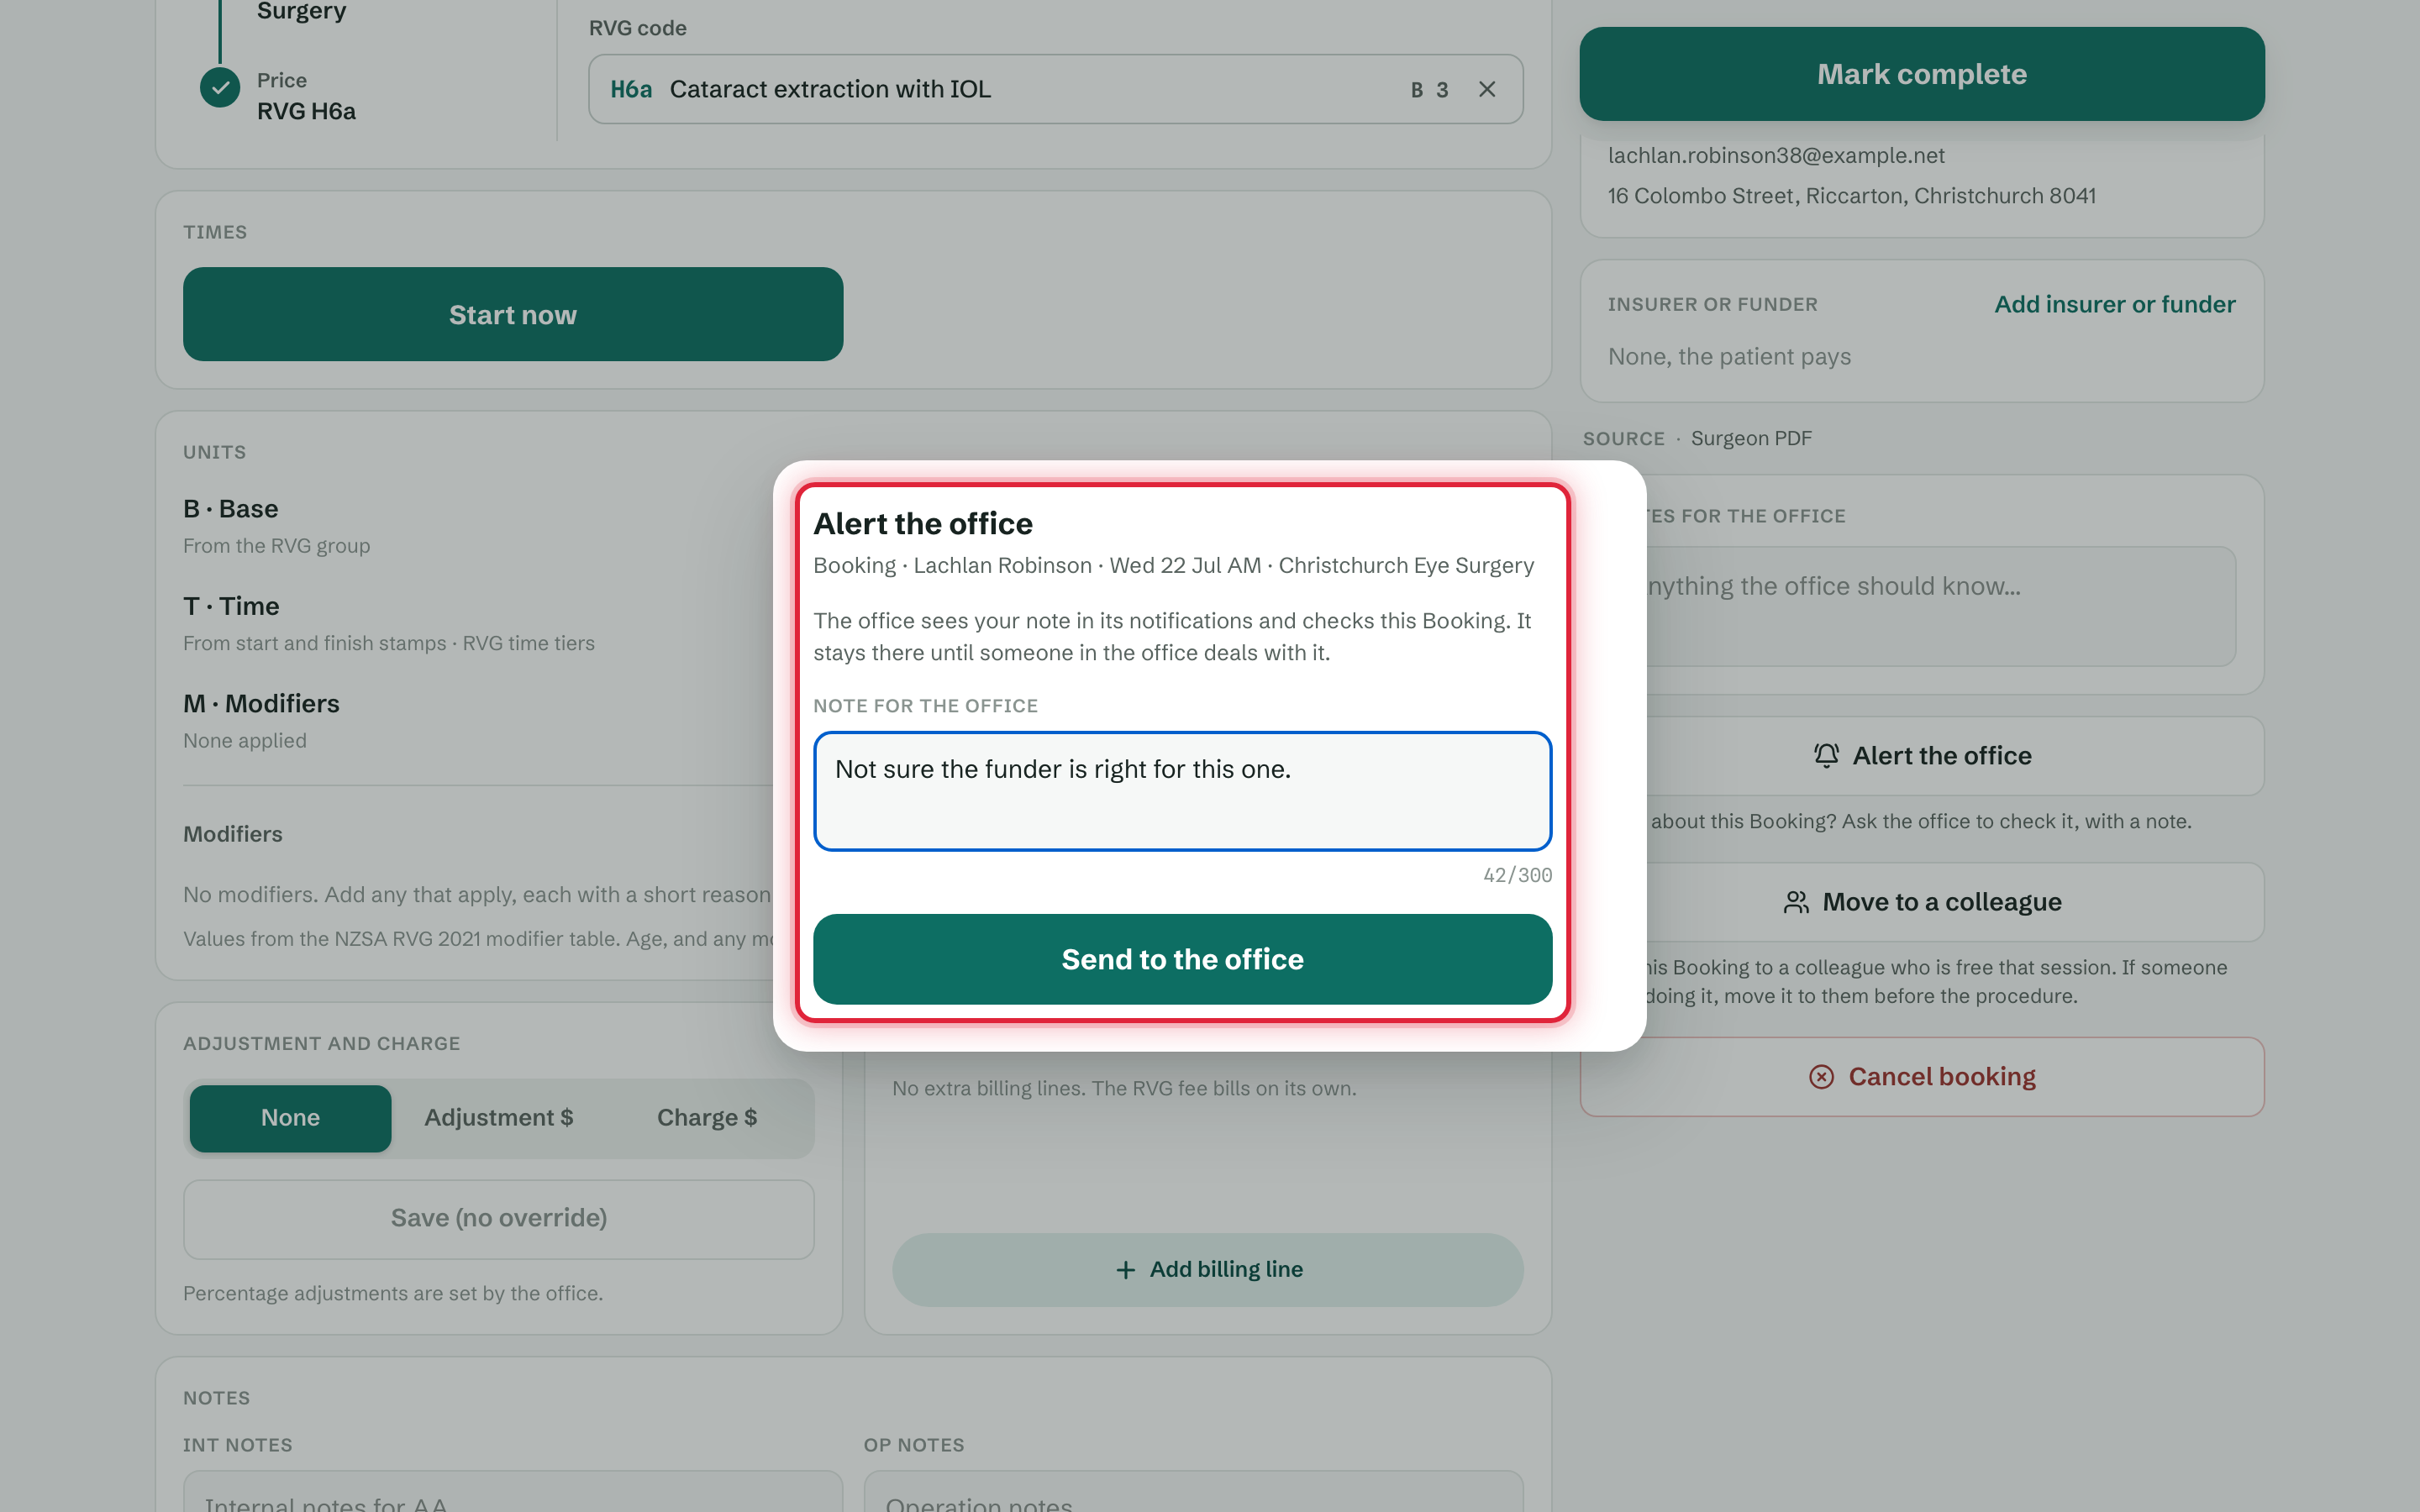 Surgery
Price
RVG H6a
RVG code
H6a Cataract extraction with IOL B 3
TIMES
Start now
UNITS
B · Base
From the RVG group
T · Time
From start and finish stamps · RVG time tiers
M · Modifiers
None applied
Modifiers
No modifiers. Add any that apply, each with a short reason
Values from the NZSA RVG 2021 modifier table. Age, and any
ADJUSTMENT AND CHARGE
None
Adjustment $
Charge $
Save (no override)
Percentage adjustments are set by the office.
No extra billing lines. The RVG fee bills on its own.
Add billing line
NOTES
INT NOTES
Internal notes for AA
OP NOTES
Operation notes
Alert the office
Booking · Lachlan Robinson · Wed 22 Jul AM · Christchurch Eye Surgery
The office sees your note in its notifications and checks this Booking. It
stays there until someone in the office deals with it.
NOTE FOR THE OFFICE
Not sure the funder is right for this one.
42/300
Send to the office
Mark complete
lachlan.robinson38@example.net
16 Colombo Street, Riccarton, Christchurch 8041
INSURER OR FUNDER
Add insurer or funder
None, the patient pays
SOURCE · Surgeon PDF
FOR THE OFFICE
the office should know...
Alert the office
about this Booking? Ask the office to check it, with a note.
Move to a colleague
Booking to a colleague who is free that session. If someone
doing it, move it to them before the procedure.
Cancel booking